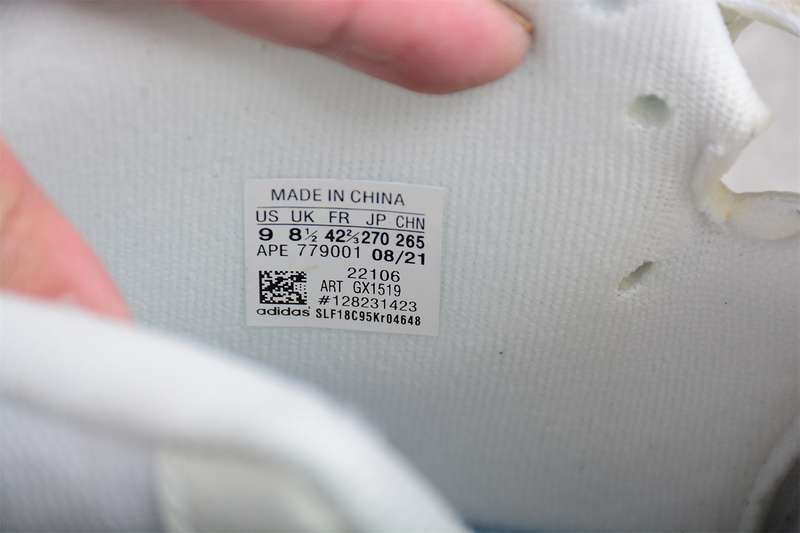 MADE IN CHINA
US UK FR JP CHN
9 8½ 42⅔ 270 265
APE 779001 08/21
22106
ART GX1519
#128231423
adidas SLF18C95Kr04648